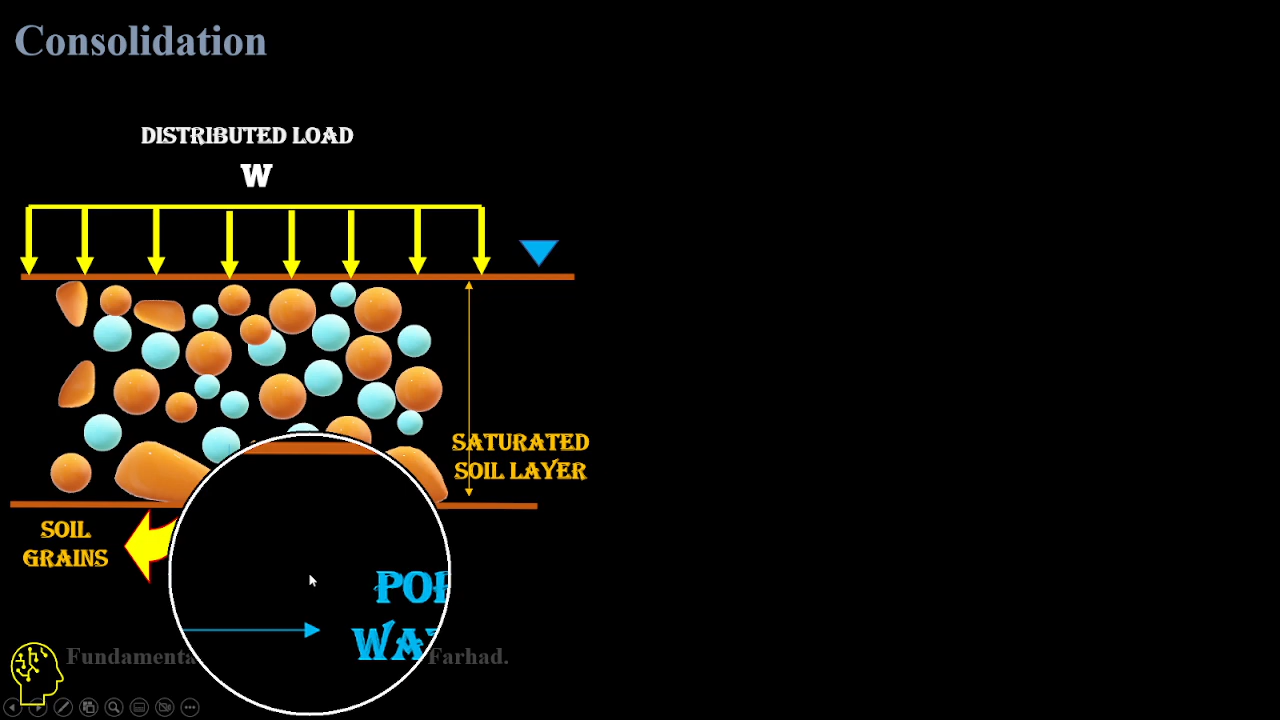 Consolidation
DISTRIBUTED LOAD
W
SATURATED
SOIL LAYER
SOIL
GRAINS
Farhad.